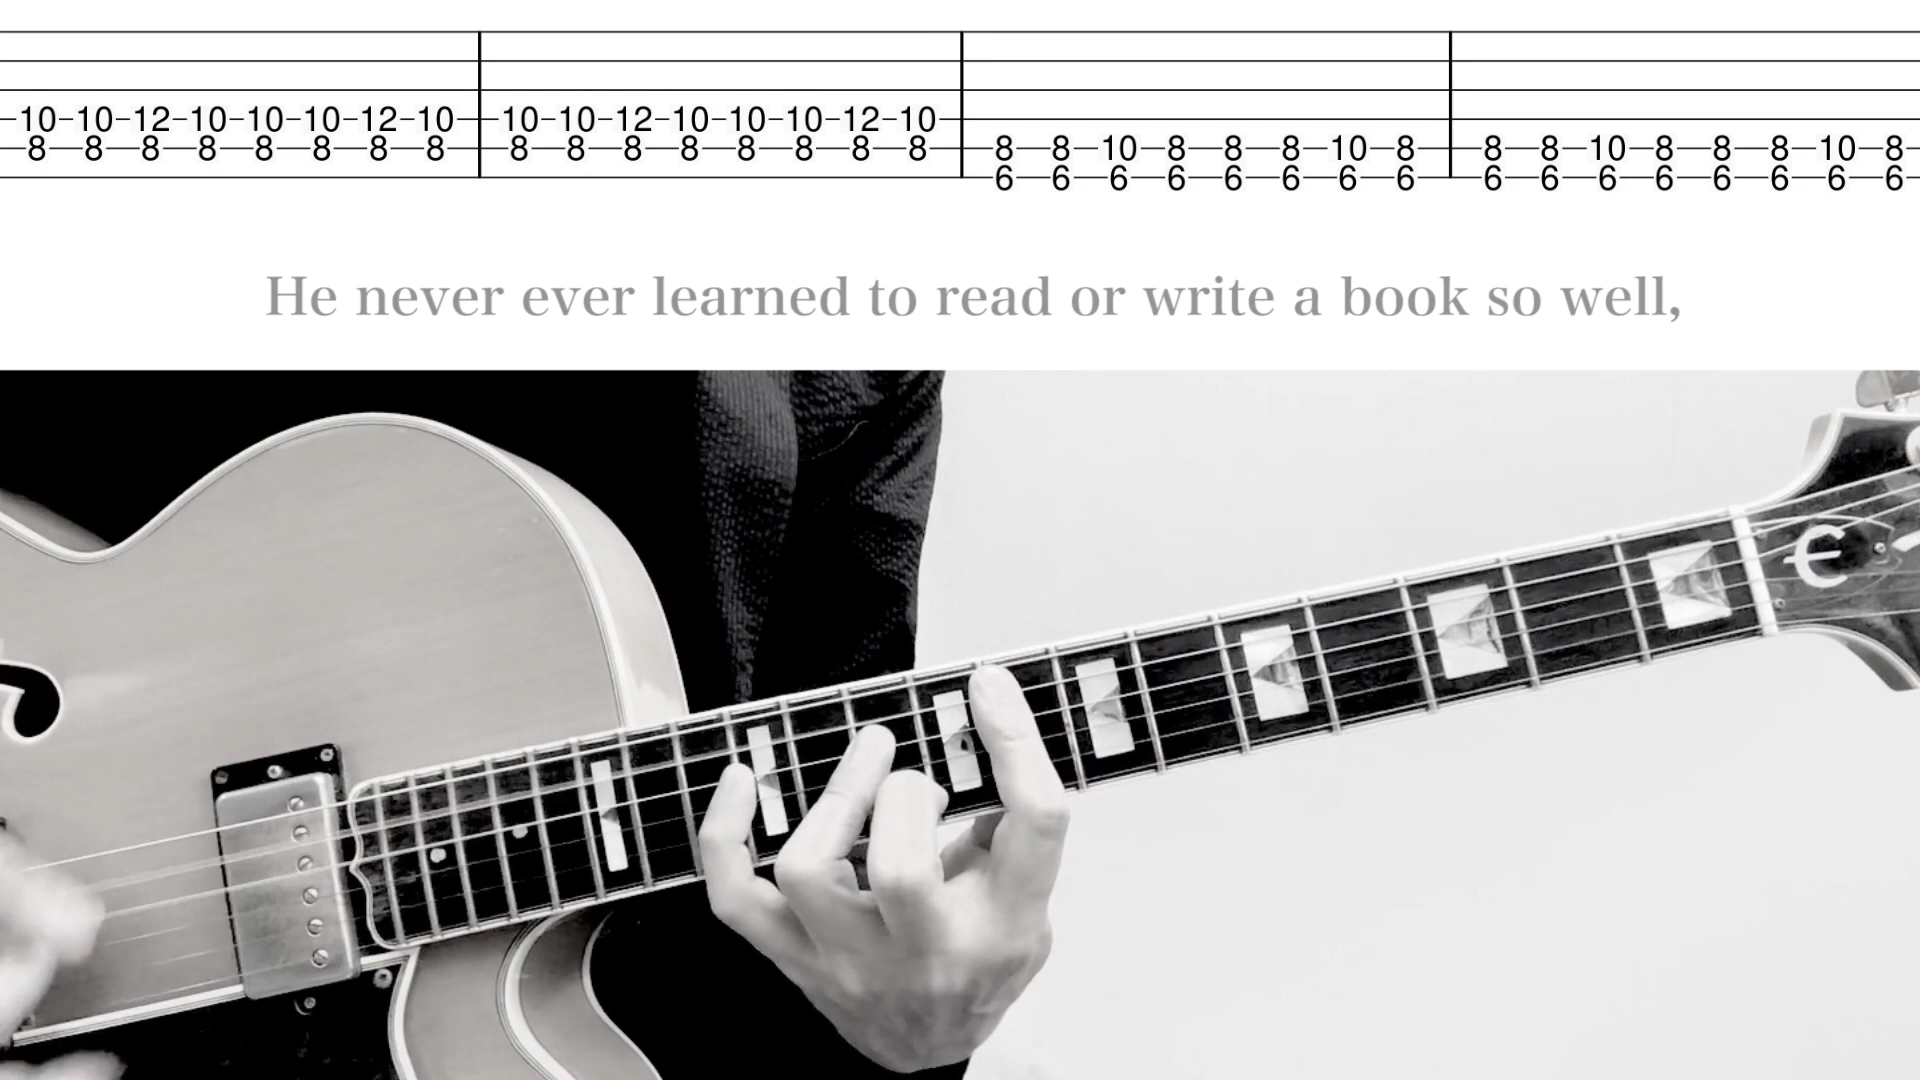 10 10 12 10 10 10 12 10 10 10 12 10 10 10 12 10
8 8 8 8 8 8 8 8 8 8 8 8 8 8 8 8 8 8 10 8 8 8 10 8 8 8 10 8 8 8 10 8
6 6 6 6 6 6 6 6 6 6 6 6 6 6 6 6
He never ever learned to read or write a book so well,